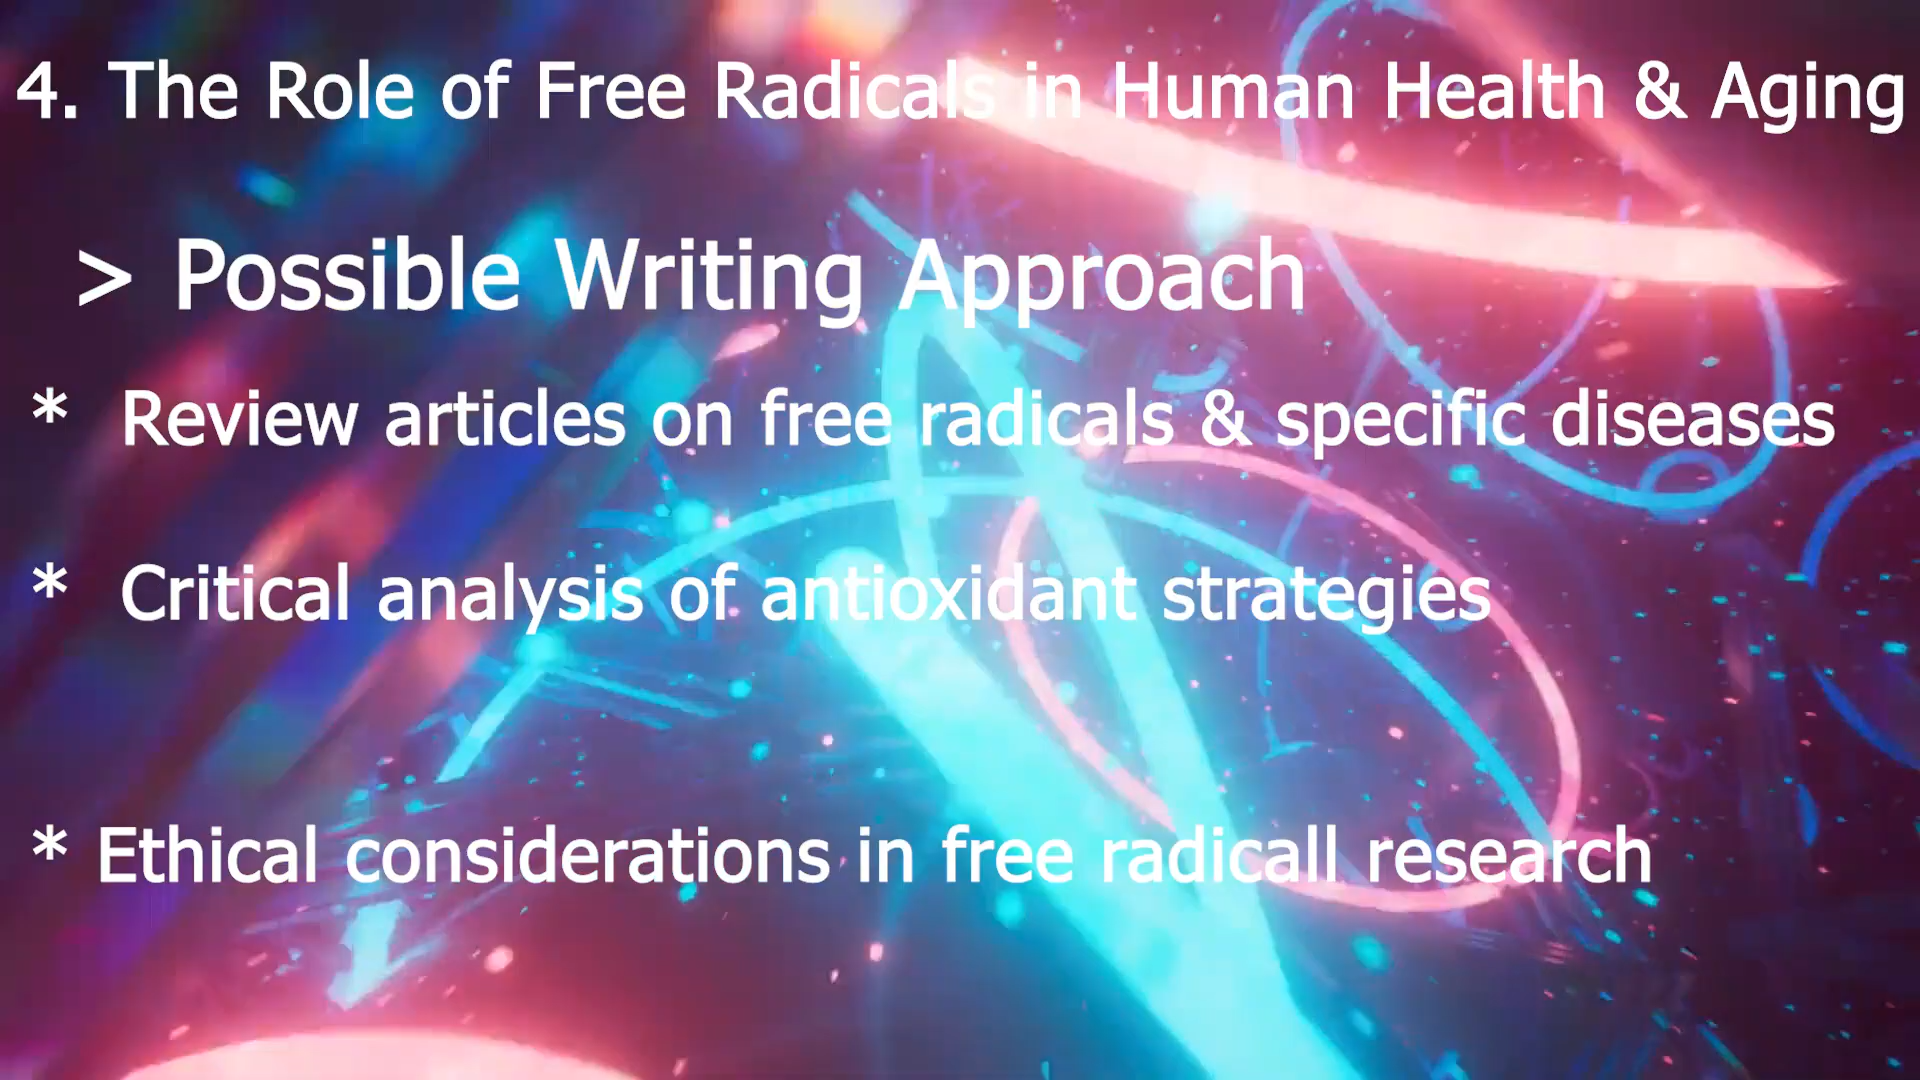 4. The Role of Free Radicals in Human Health & Aging
> Possible Writing Approach
* Review articles on free radicals & specific diseases
* Critical analysis of antioxidant strategies
* Ethical considerations in free radicall research